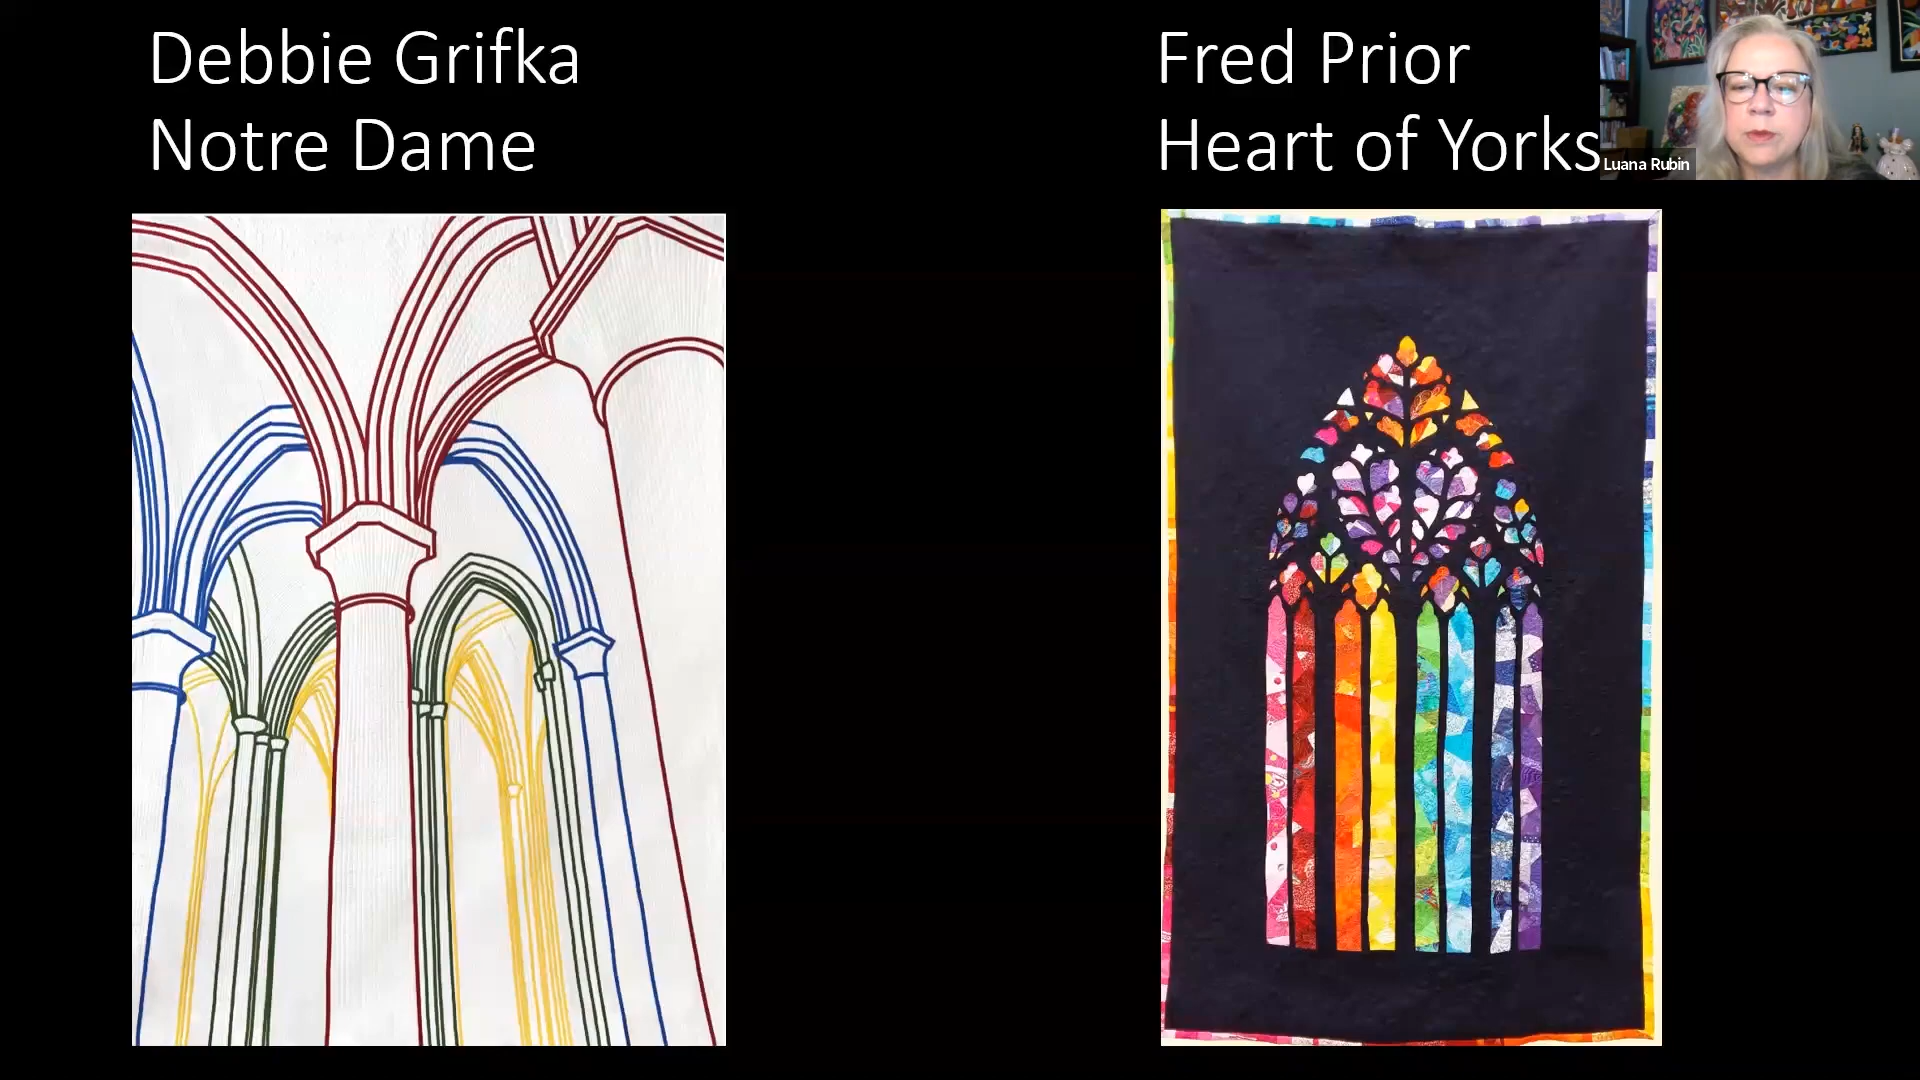 Debbie Grifka
Notre Dame
Fred Prior
Heart of Yorks
Luana Rubin